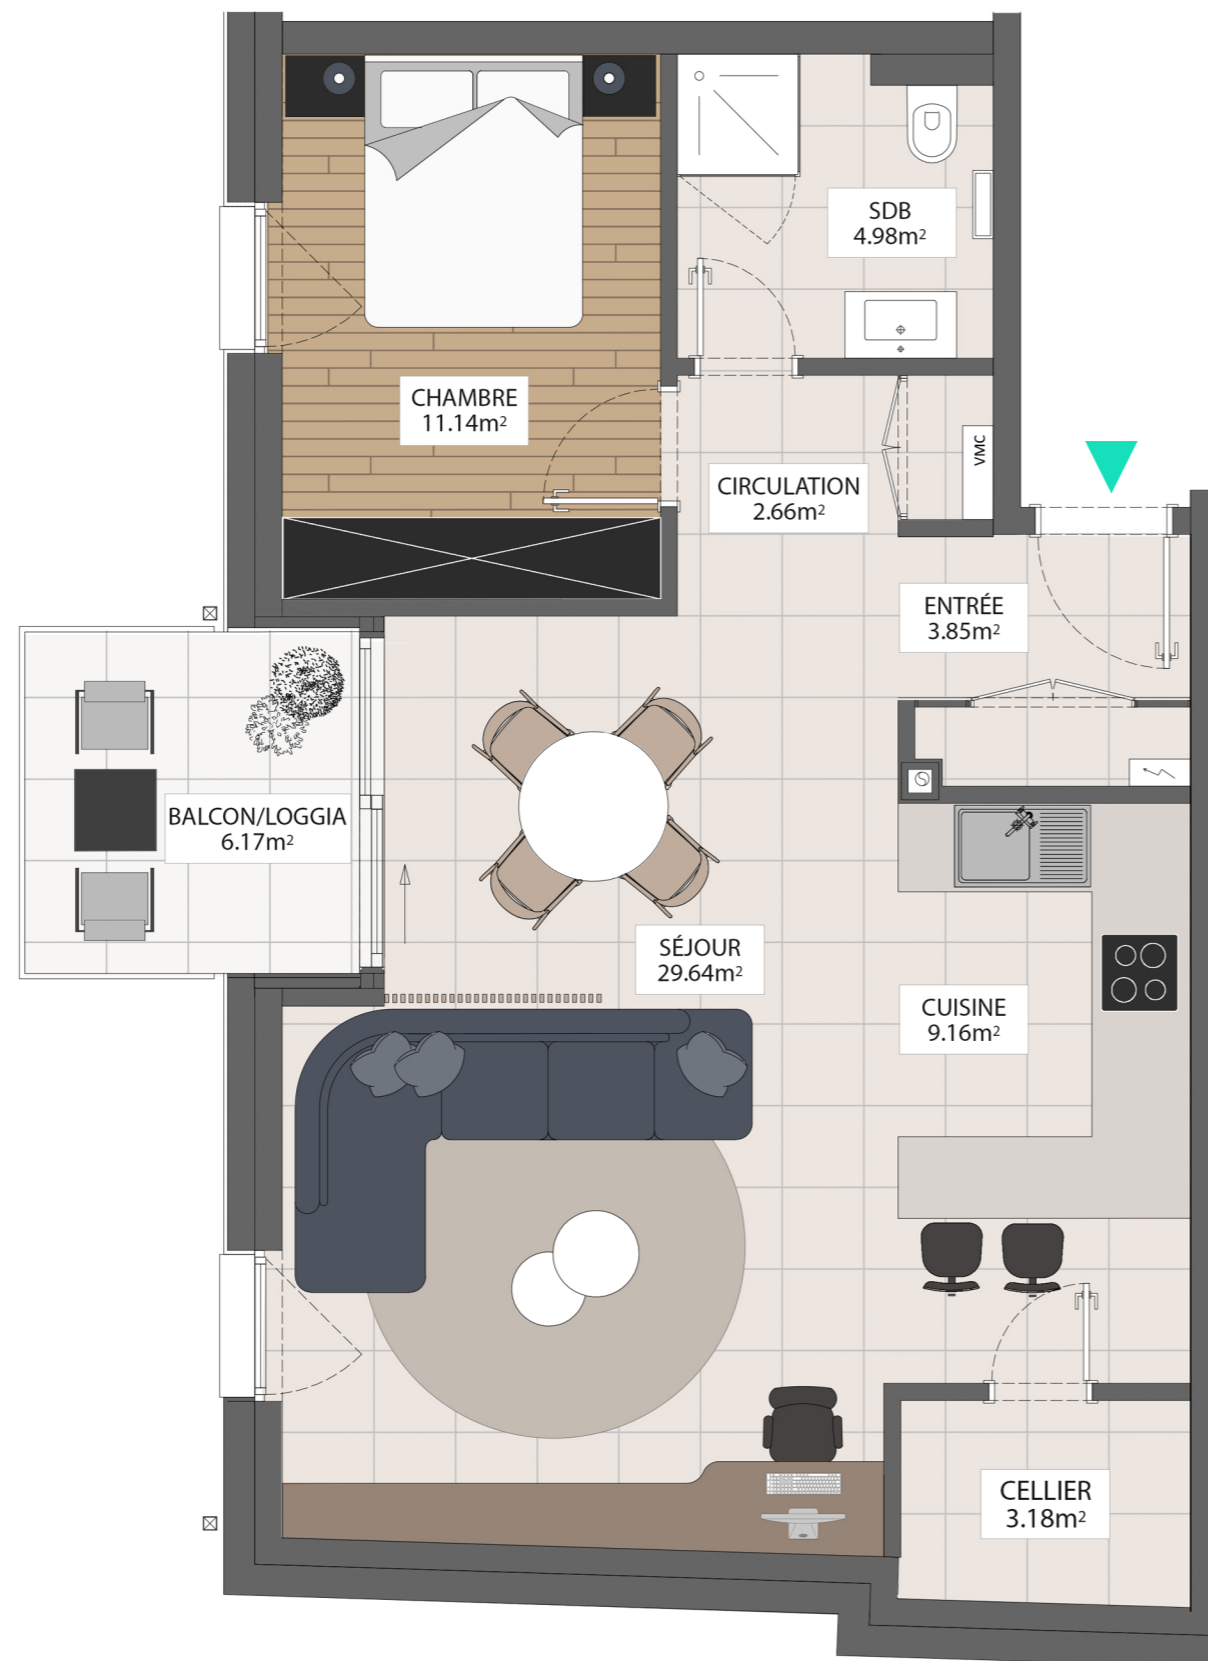 SDB
4.98m²
CHAMBRE
11.14m²
VMC
CIRCULATION
2.66m²
ENTRÉE
3.85m²
BALCON/LOGGIA
6.17m²
SÉJOUR
29.64m²
CUISINE
9.16m²
CELLIER
3.18m²